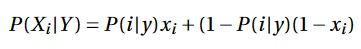 P(X_i|Y) = P(i|y)x_i + (1 − P(i|y)(1 − x_i)